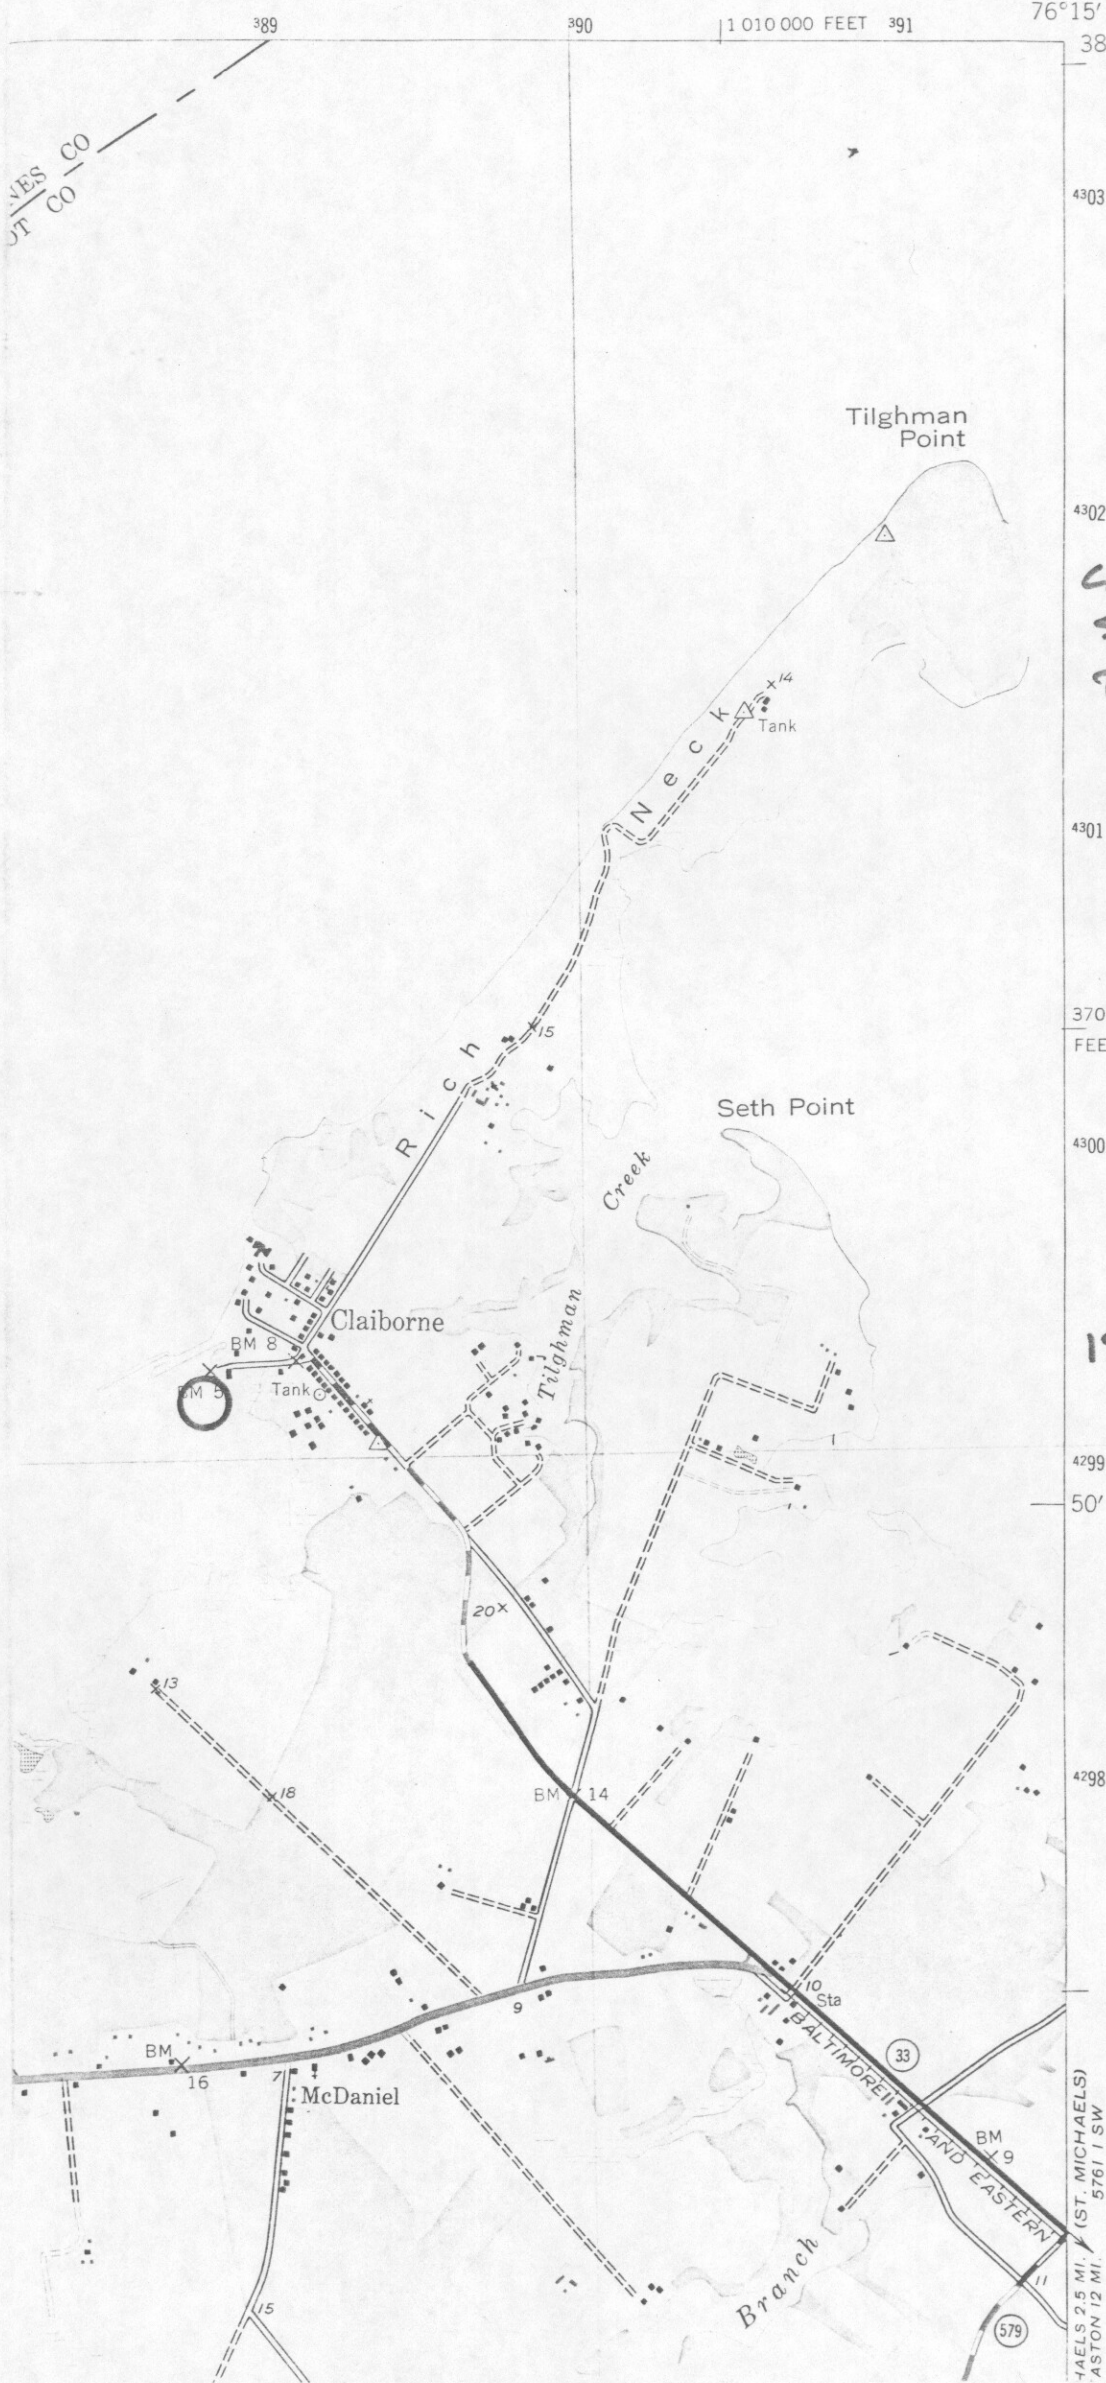 389
390
1 010 000 FEET
391
76°15'
38
NES CO
OT CO
4303
Tilghman
Point
4302
14
Tank
Rich Neck
4301
15
370
FEE
Seth Point
4300
Creek
Tilghman
Claiborne
BM 8
BM 5
Tank
4299
50'
20
13
18
BM 14
4298
10
Sta
9
BM
16
7
McDaniel
33
BALTIMORE
AND EASTERN
BM
9
Branch
11
579
15
(ST. MICHAELS)
5761 I SW
HAELS 2.5 MI.
ASTON 12 MI.